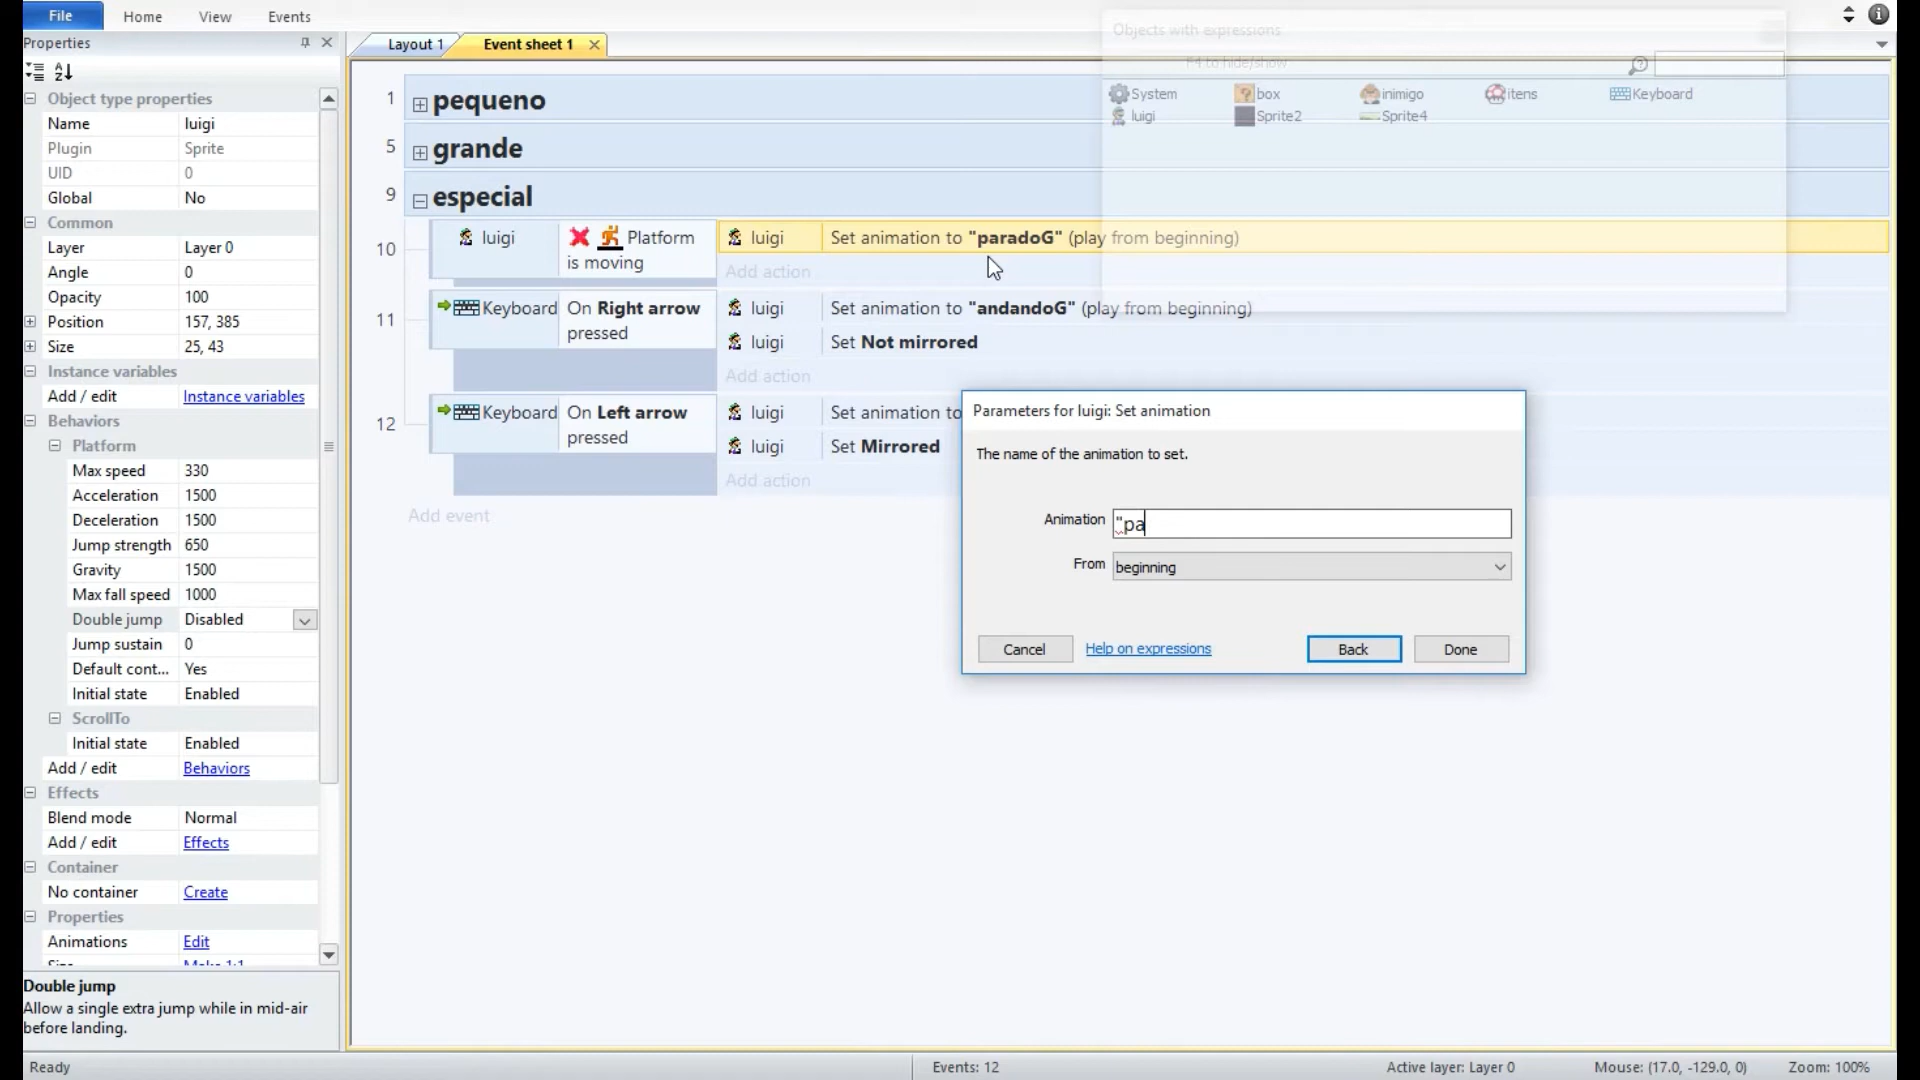 File
Home
View
Events
Properties
Layout 1
Event sheet 1
Objects with expressions
F4 to hide/show
System
box
inimigo
itens
Keyboard
luigi
Sprite2
Sprite4
Object type properties
Name luigi
Plugin Sprite
UID 0
Global No
Common
Layer Layer 0
Angle 0
Opacity 100
Position 157, 385
Size 25, 43
Instance variables
Add / edit Instance variables
Behaviors
Platform
Max speed 330
Acceleration 1500
Deceleration 1500
Jump strength 650
Gravity 1500
Max fall speed 1000
Double jump Disabled
Jump sustain 0
Default cont... Yes
Initial state Enabled
ScrollTo
Initial state Enabled
Add / edit Behaviors
Effects
Blend mode Normal
Add / edit Effects
Container
No container Create
Properties
Animations Edit
Size Make 1:1
Double jump
Allow a single extra jump while in mid-air
before landing.
1 pequeno
5 grande
9 especial
10 luigi Platform
is moving
luigi Set animation to "paradoG" (play from beginning)
Add action
11 Keyboard On Right arrow
pressed
luigi Set animation to "andandoG" (play from beginning)
luigi Set Not mirrored
Add action
12 Keyboard On Left arrow
pressed
luigi Set animation to
luigi Set Mirrored
Add action
Add event
Parameters for luigi: Set animation
The name of the animation to set.
Animation "pa
From beginning
Cancel
Help on expressions
Back
Done
Ready
Events: 12
Active layer: Layer 0
Mouse: (17.0, -129.0, 0)
Zoom: 100%